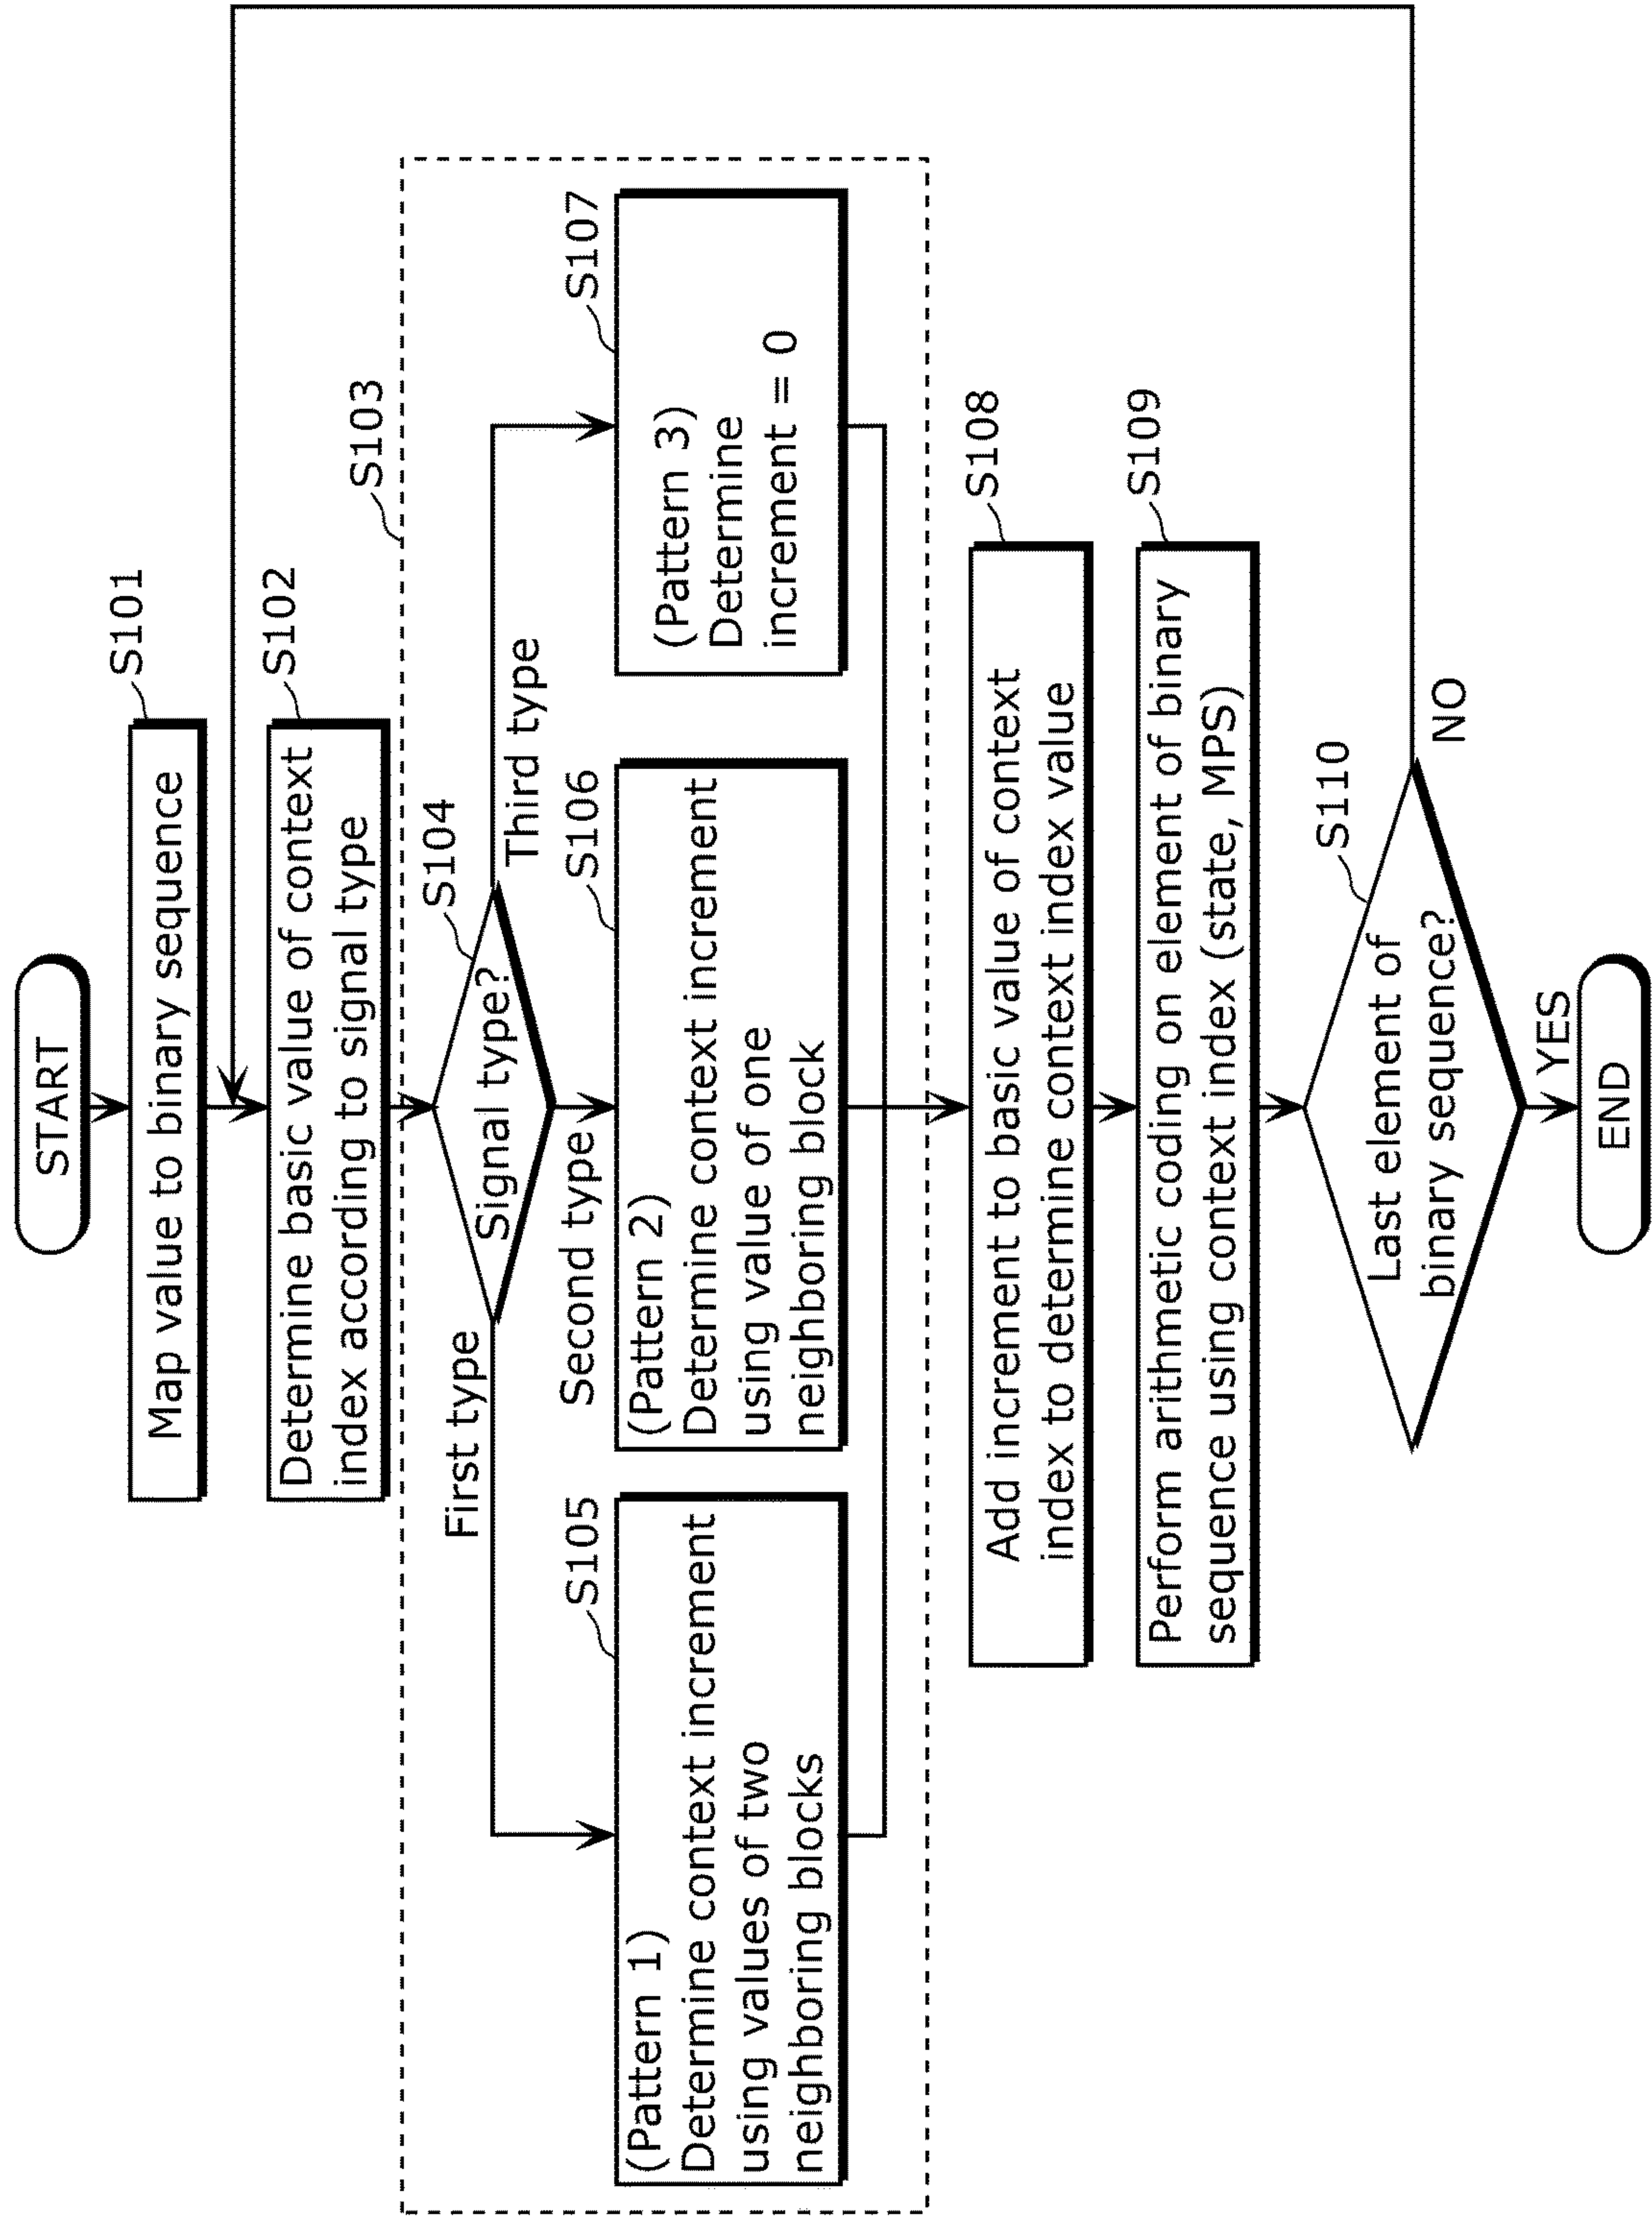 START
S101
Map value to binary sequence
S102
Determine basic value of context
index according to signal type
S103
S104
Signal type?
First type
Second type
Third type
S105
(Pattern 1)
Determine context increment
using values of two
neighboring blocks
S106
(Pattern 2)
Determine context increment
using value of one
neighboring block
S107
(Pattern 3)
Determine
increment = 0
S108
Add increment to basic value of context
index to determine context index value
S109
Perform arithmetic coding on element of binary
sequence using context index (state, MPS)
S110
Last element of
binary sequence?
NO
YES
END